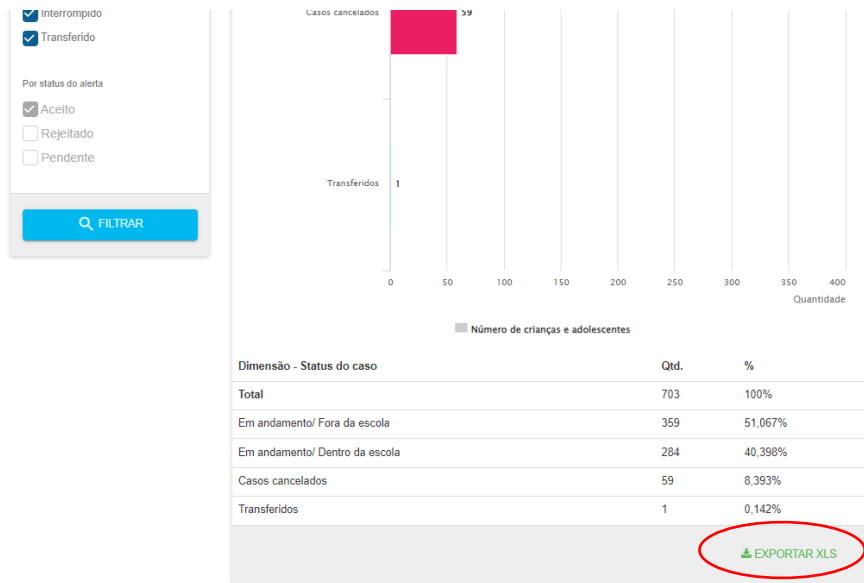 Interrompido
Transferido
Por status do alerta
Aceito
Rejeitado
Pendente
FILTRAR
Casos cancelados 59
Transferidos 1
0 50 100 150 200 250 300 350 400
Quantidade
Número de crianças e adolescentes
Dimensão - Status do caso Qtd. %
Total 703 100%
Em andamento/ Fora da escola 359 51,067%
Em andamento/ Dentro da escola 284 40,398%
Casos cancelados 59 8,393%
Transferidos 1 0,142%
EXPORTAR XLS